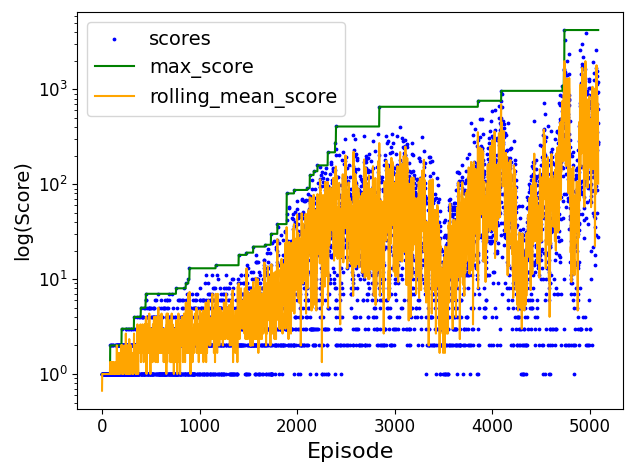 scores
max_score
rolling_mean_score
log(Score)
10³
10²
10¹
10⁰
0 1000 2000 3000 4000 5000
Episode